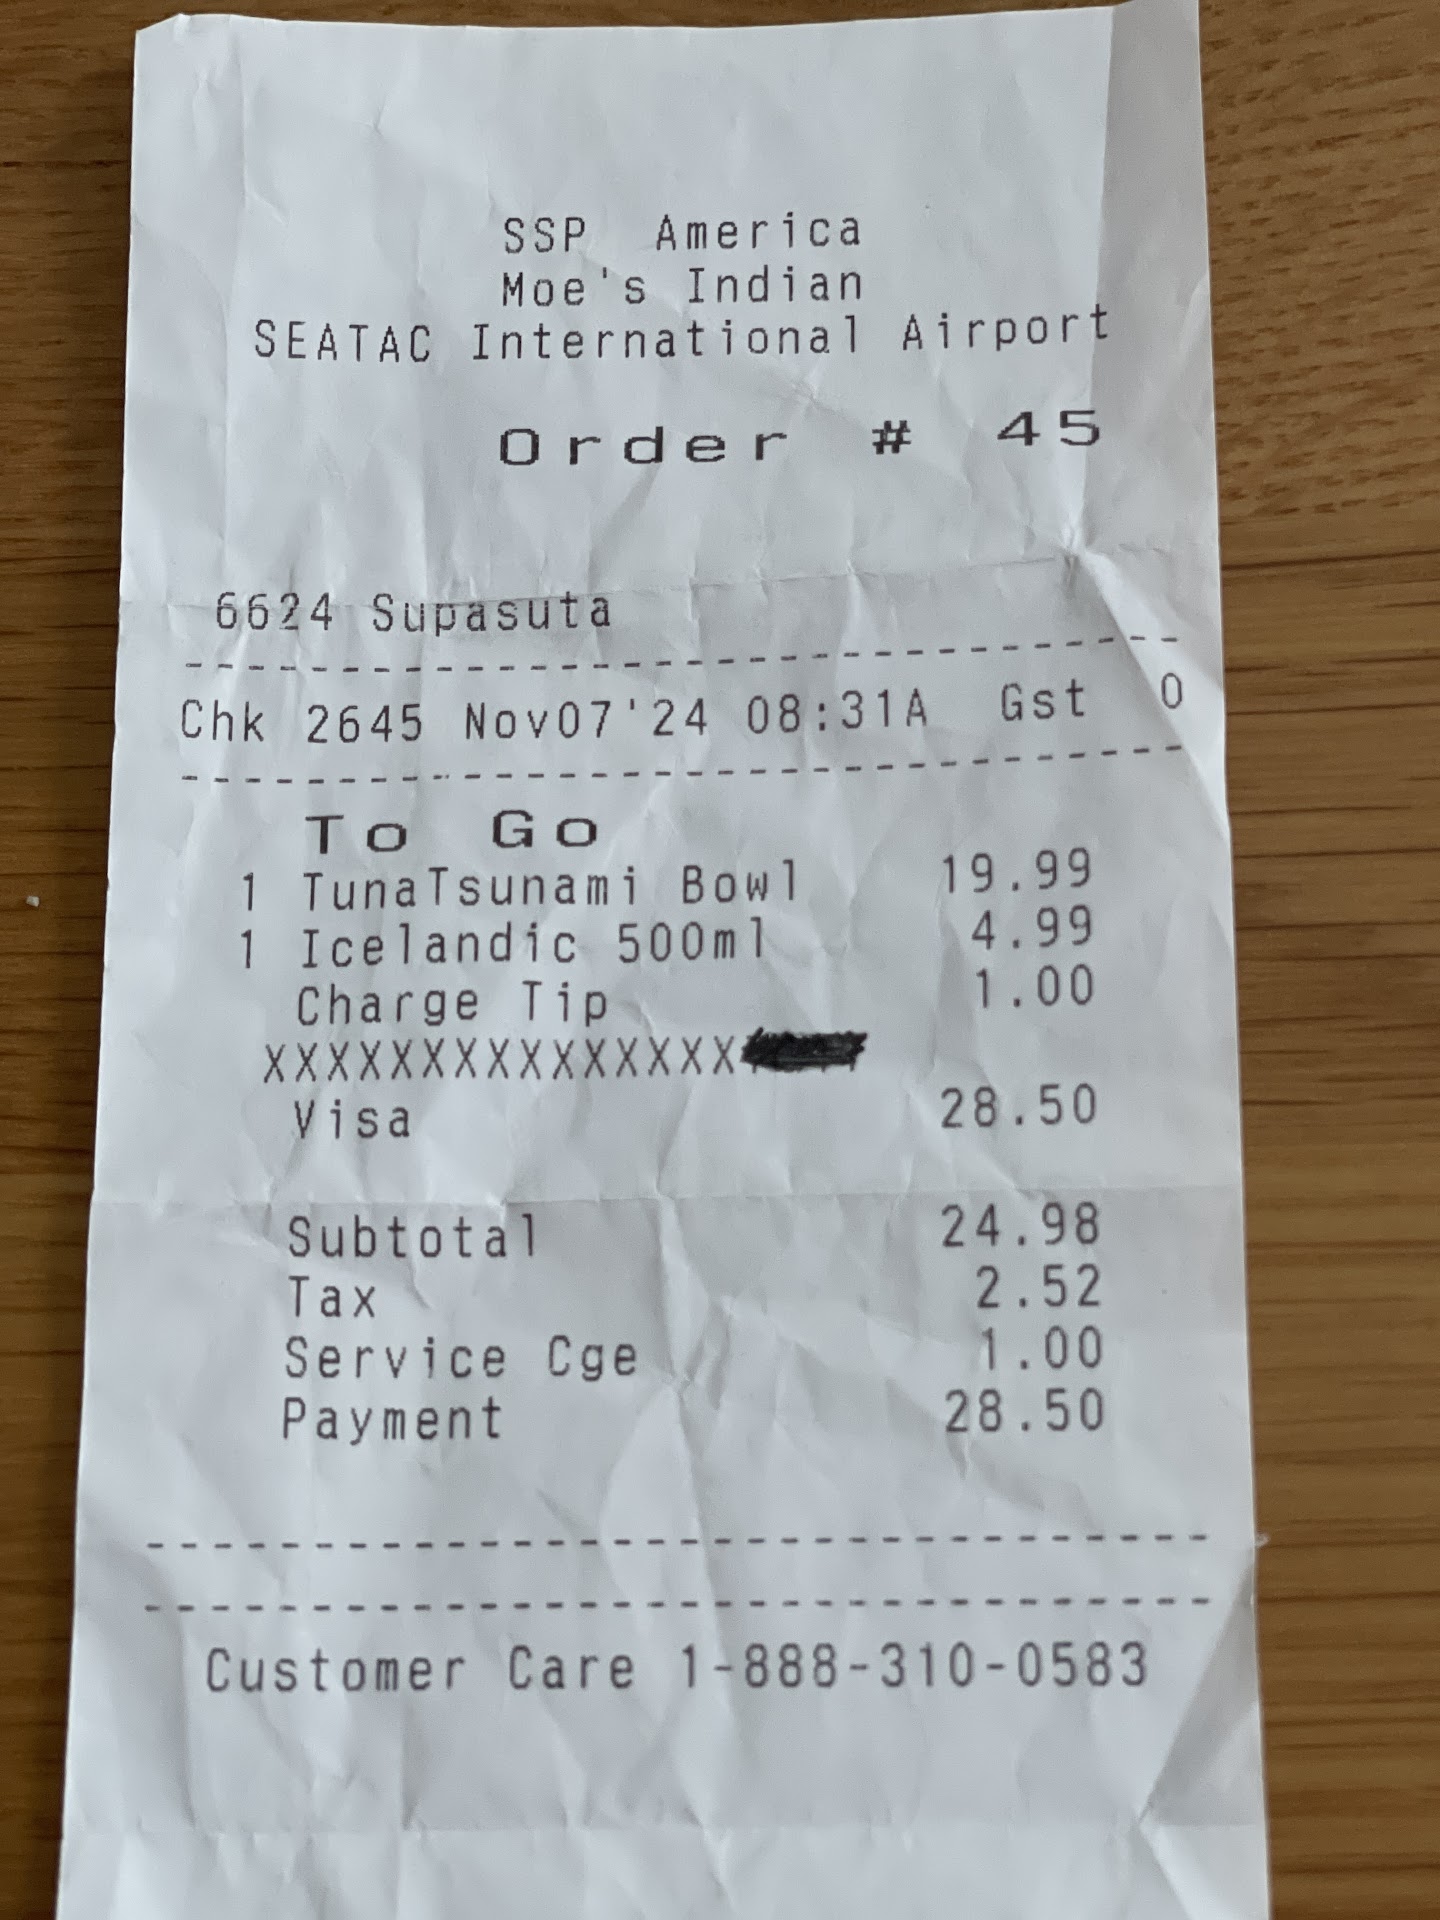 SSP America
Moe's Indian
SEATAC International Airport
Order # 45
6624 Supasuta
--------------------------------
Chk 2645 Nov07'24 08:31A Gst 0
--------------------------------
To Go
1 TunaTsunami Bowl 19.99
1 Icelandic 500ml 4.99
Charge Tip 1.00
XXXXXXXXXXXXXXX
Visa 28.50
Subtotal 24.98
Tax 2.52
Service Cge 1.00
Payment 28.50
--------------------------------
--------------------------------
Customer Care 1-888-310-0583